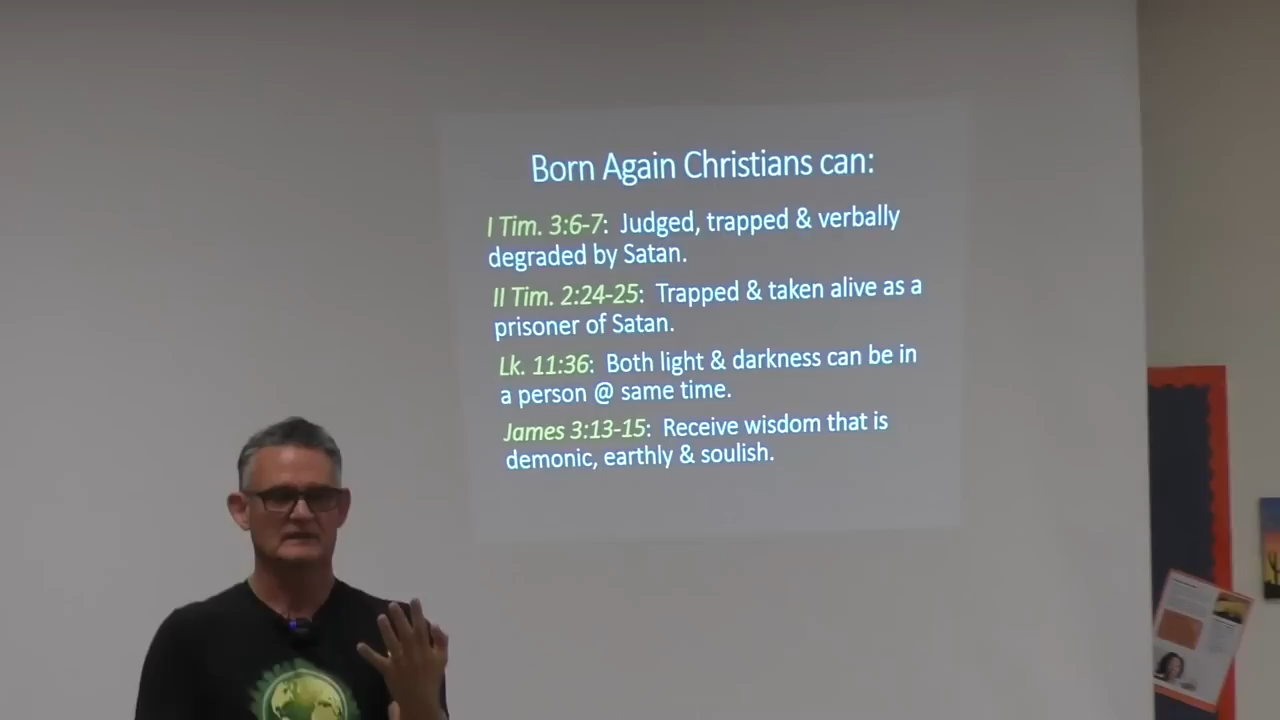 Born Again Christians can:
I Tim. 3:6-7: Judged, trapped & verbally
degraded by Satan.
II Tim. 2:24-25: Trapped & taken alive as a
prisoner of Satan.
Lk. 11:36: Both light & darkness can be in
a person @ same time.
James 3:13-15: Receive wisdom that is
demonic, earthly & soulish.